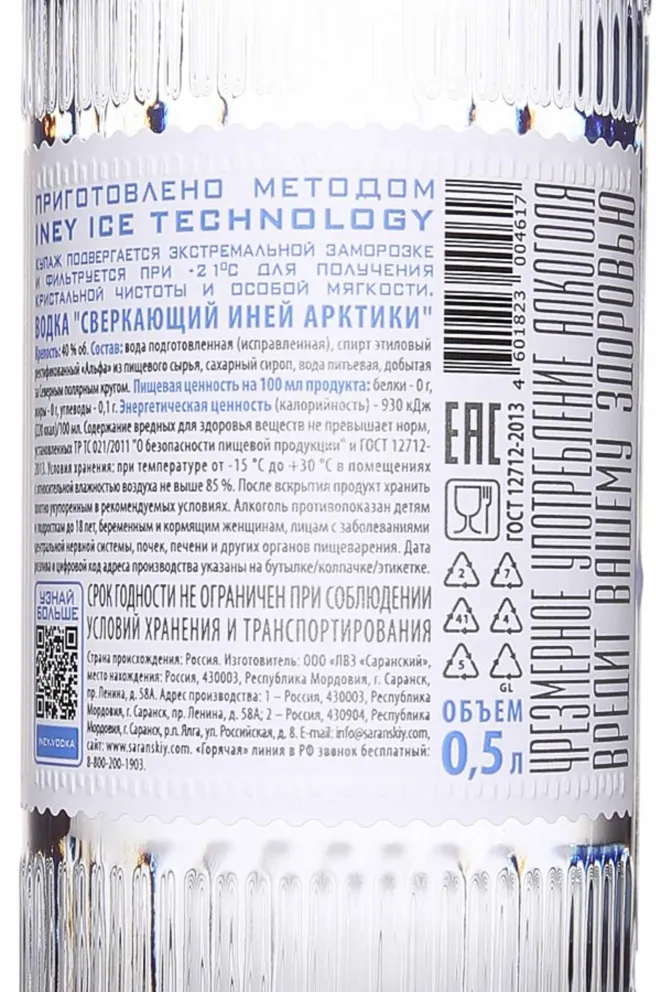 ПРИГОТОВЛЕНО МЕТОДОМ
INEY ICE TECHNOLOGY
КУПАЖ ПОДВЕРГАЕТСЯ ЭКСТРЕМАЛЬНОЙ ЗАМОРОЗКЕ
И ФИЛЬТРУЕТСЯ ПРИ -21°С ДЛЯ ПОЛУЧЕНИЯ
КРИСТАЛЬНОЙ ЧИСТОТЫ И ОСОБОЙ МЯГКОСТИ.
ВОДКА "СВЕРКАЮЩИЙ ИНЕЙ АРКТИКИ"
Крепость: 40 % об. Состав: вода подготовленная (исправленная), спирт этиловый
ректификованный «Альфа» из пищевого сырья, сахарный сироп, вода питьевая, добытая
за Северным полярным кругом. Пищевая ценность на 100 мл продукта: белки - 0 г,
жиры - 0 г, углеводы - 0,1 г. Энергетическая ценность (калорийность) - 930 кДж
(220 ккал)/100 мл. Содержание вредных для здоровья веществ не превышает норм,
установленных ТР ТС 021/2011 "О безопасности пищевой продукции" и ГОСТ 12712-
2013. Условия хранения: при температуре от -15 °С до +30 °С в помещениях
с относительной влажностью воздуха не выше 85 %. После вскрытия продукт хранить
плотно укупоренным в рекомендуемых условиях. Алкоголь противопоказан детям
и подросткам до 18 лет, беременным и кормящим женщинам, лицам с заболеваниями
центральной нервной системы, почек, печени и других органов пищеварения. Дата
розлива и цифровой код адреса производства указаны на бутылке/колпачке/этикетке.
УЗНАЙ
БОЛЬШЕ
INEY.VODKA
СРОК ГОДНОСТИ НЕ ОГРАНИЧЕН ПРИ СОБЛЮДЕНИИ
УСЛОВИЙ ХРАНЕНИЯ И ТРАНСПОРТИРОВАНИЯ
Страна происхождения: Россия. Изготовитель: ООО «ЛВЗ «Саранский»,
место нахождения: Россия, 430003, Республика Мордовия, г. Саранск,
пр. Ленина, д. 58А. Адрес производства: 1 – Россия, 430003, Республика
Мордовия, г. Саранск, пр. Ленина, д. 58А; 2 – Россия, 430904, Республика
Мордовия, г. Саранск, р.п. Ялга, ул. Российская, д. 8. E-mail: info@saranskiy.com,
сайт: www.saranskiy.com. «Горячая» линия в РФ звонок бесплатный:
8-800-200-1903.
4 601823 004617
EAC
ГОСТ 12712-2013
2
7
41
4
5
GL
ОБЪЕМ
0,5 л
ЧРЕЗМЕРНОЕ УПОТРЕБЛЕНИЕ АЛКОГОЛЯ
ВРЕДИТ ВАШЕМУ ЗДОРОВЬЮ